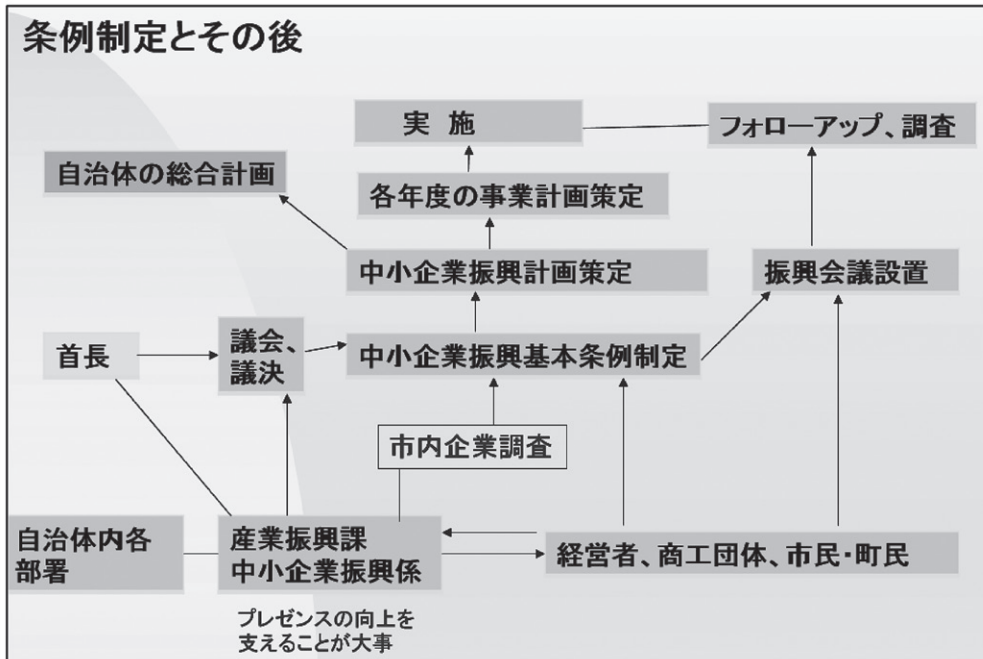 条例制定とその後
実 施
フォローアップ、調査
自治体の総合計画
各年度の事業計画策定
中小企業振興計画策定
振興会議設置
首長
議会、
議決
中小企業振興基本条例制定
市内企業調査
自治体内各
部署
産業振興課
中小企業振興係
経営者、商工団体、市民・町民
プレゼンスの向上を
支えることが大事